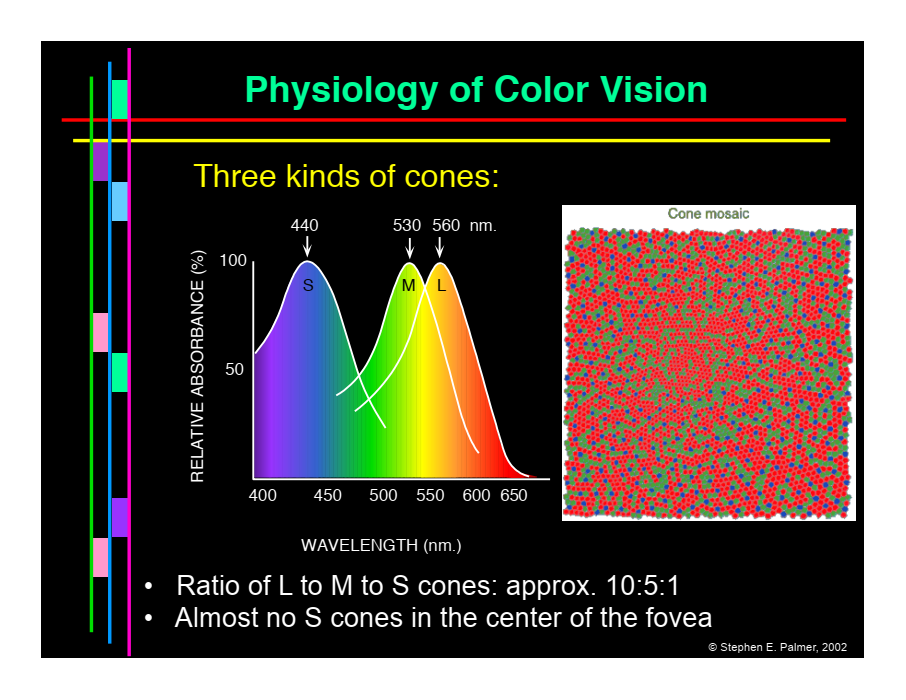 Physiology of Color Vision
Three kinds of cones:
440 530 560 nm.
Cone mosaic
100
50
S M L
RELATIVE ABSORBANCE (%)
400 450 500 550 600 650
WAVELENGTH (nm.)
• Ratio of L to M to S cones: approx. 10:5:1
• Almost no S cones in the center of the fovea
© Stephen E. Palmer, 2002